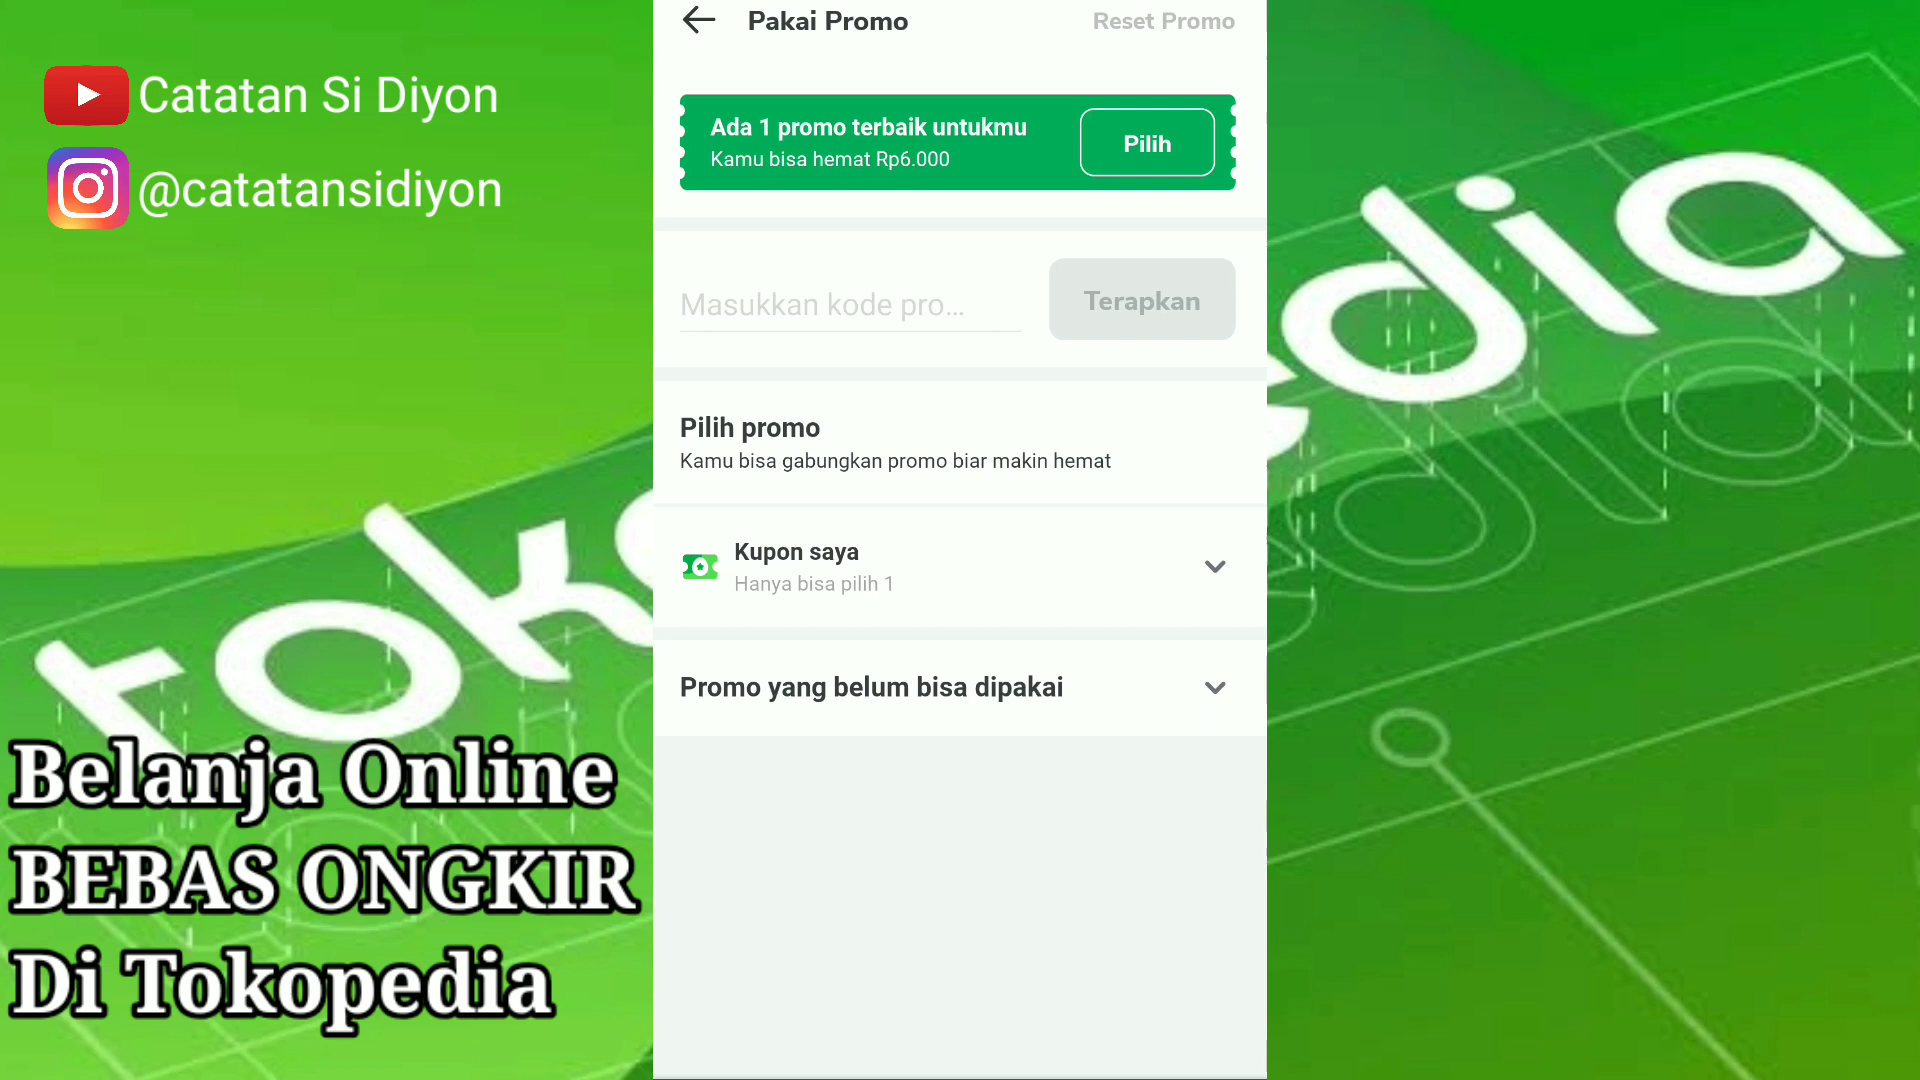 Catatan Si Diyon
@catatansidiyon
Pakai Promo
Reset Promo
Ada 1 promo terbaik untukmu
Kamu bisa hemat Rp6.000
Pilih
Masukkan kode pro...
Terapkan
Pilih promo
Kamu bisa gabungkan promo biar makin hemat
Kupon saya
Hanya bisa pilih 1
Promo yang belum bisa dipakai
toko
edia
Belanja Online
BEBAS ONGKIR
Di Tokopedia